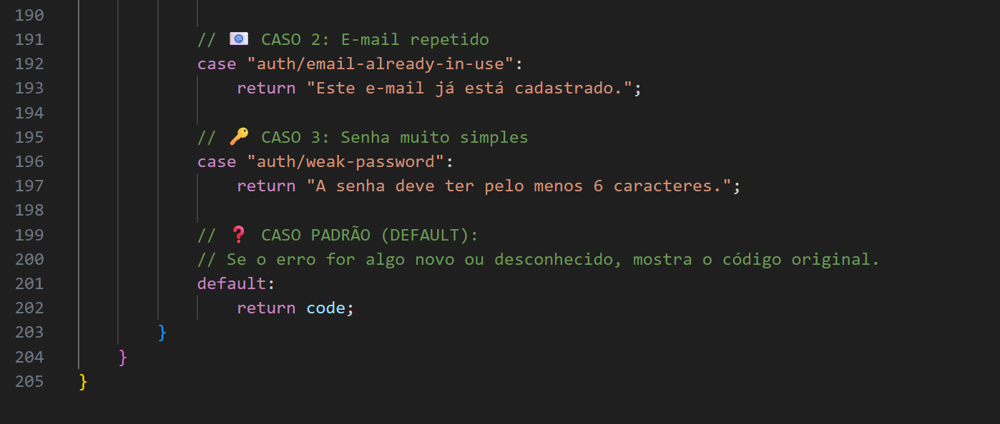 190
191 // 📧 CASO 2: E-mail repetido
192 case "auth/email-already-in-use":
193 return "Este e-mail já está cadastrado.";
194
195 // 🔑 CASO 3: Senha muito simples
196 case "auth/weak-password":
197 return "A senha deve ter pelo menos 6 caracteres.";
198
199 // ❓ CASO PADRÃO (DEFAULT):
200 // Se o erro for algo novo ou desconhecido, mostra o código original.
201 default:
202 return code;
203 }
204 }
205 }